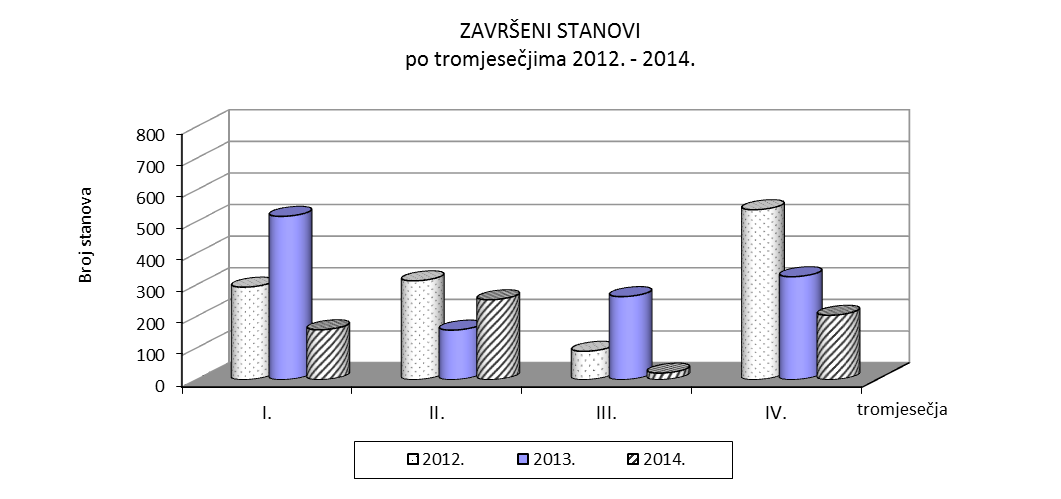 ZAVRŠENI STANOVI
po tromjesečjima 2012. - 2014.
Broj stanova
800
700
600
500
400
300
200
100
0
I.
II.
III.
IV.
tromjesečja
2012.
2013.
2014.